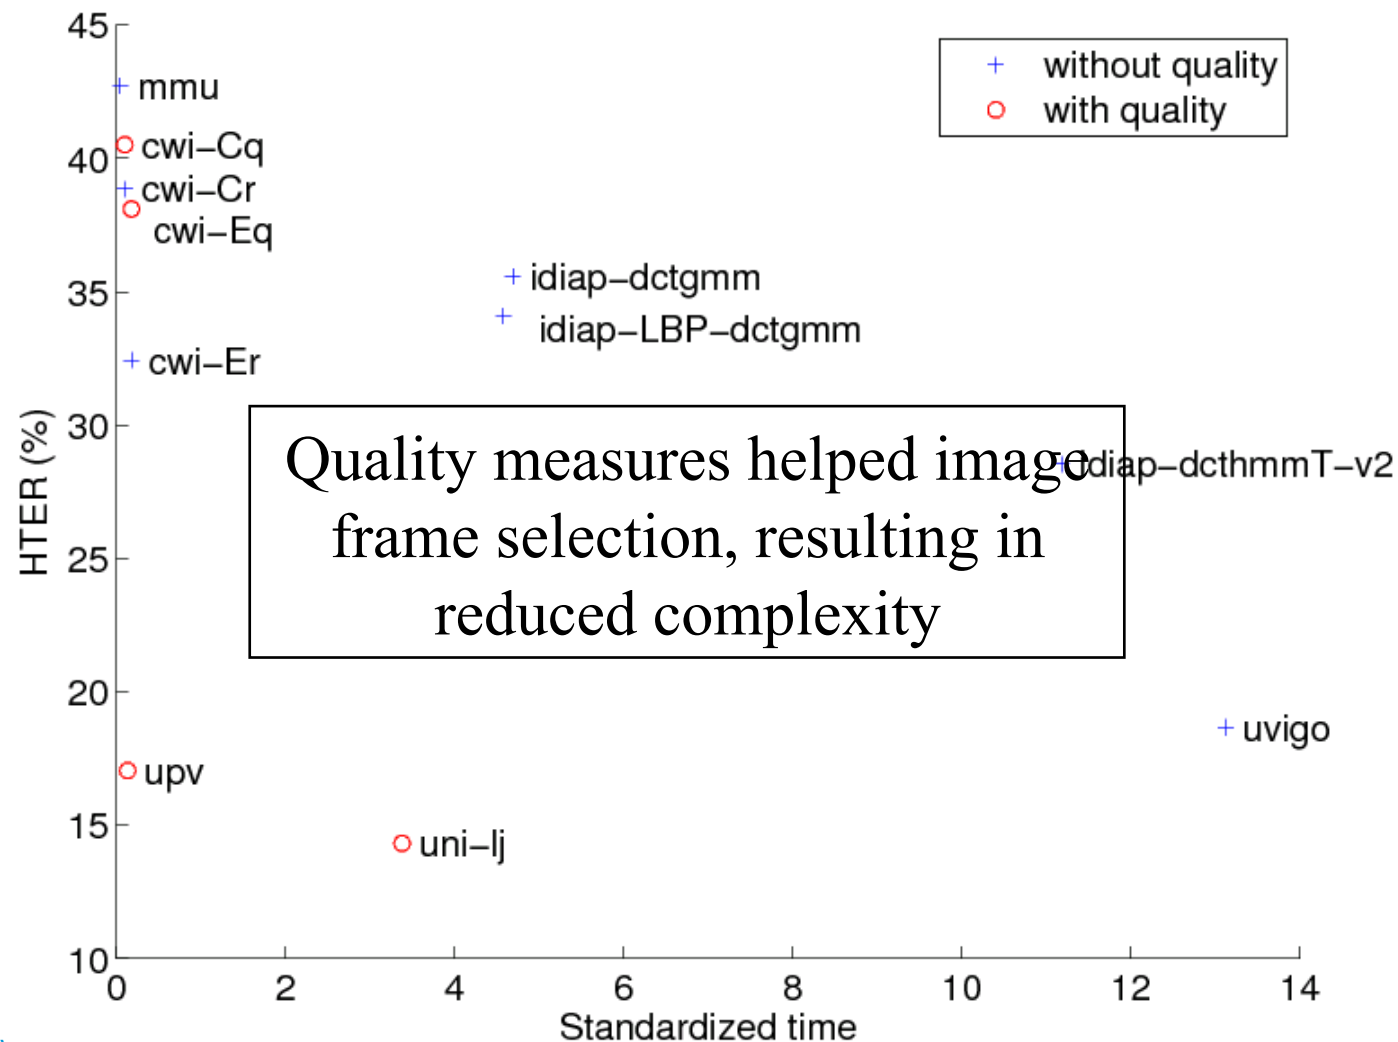 45
mmu
without quality
with quality
cwi–Cq
40
cwi–Cr
cwi–Eq
35
idiap–dctgmm
idiap–LBP–dctgmm
cwi–Er
HTER (%)
30
Quality measures helped image
idiap–dcthmmT–v2
frame selection, resulting in
25
reduced complexity
20
uvigo
upv
15
uni–lj
10
0 2 4 6 8 10 12 14
Standardized time